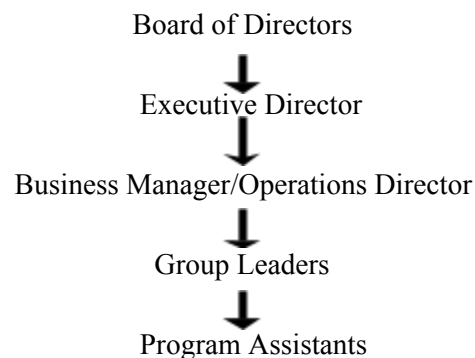 Board of Directors
Executive Director
Business Manager/Operations Director
Group Leaders
Program Assistants